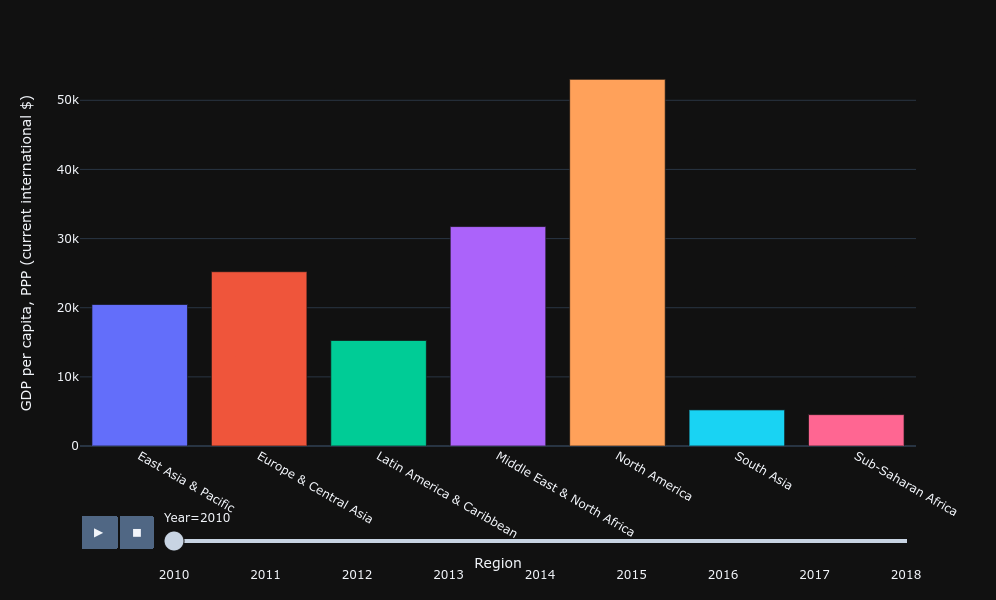 GDP per capita, PPP (current international $)
50k
40k
30k
20k
10k
0
East Asia & Pacific
Europe & Central Asia
Latin America & Caribbean
Middle East & North Africa
North America
South Asia
Sub-Saharan Africa
Year=2010
Region
2010 2011 2012 2013 2014 2015 2016 2017 2018